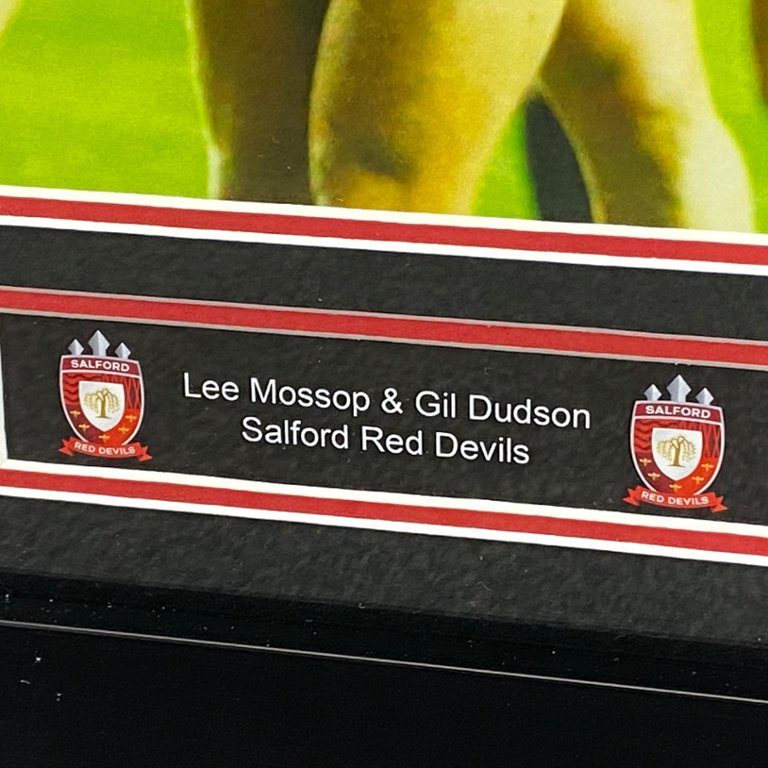 SALFORD
RED DEVILS
Lee Mossop & Gil Dudson
Salford Red Devils
SALFORD
RED DEVILS